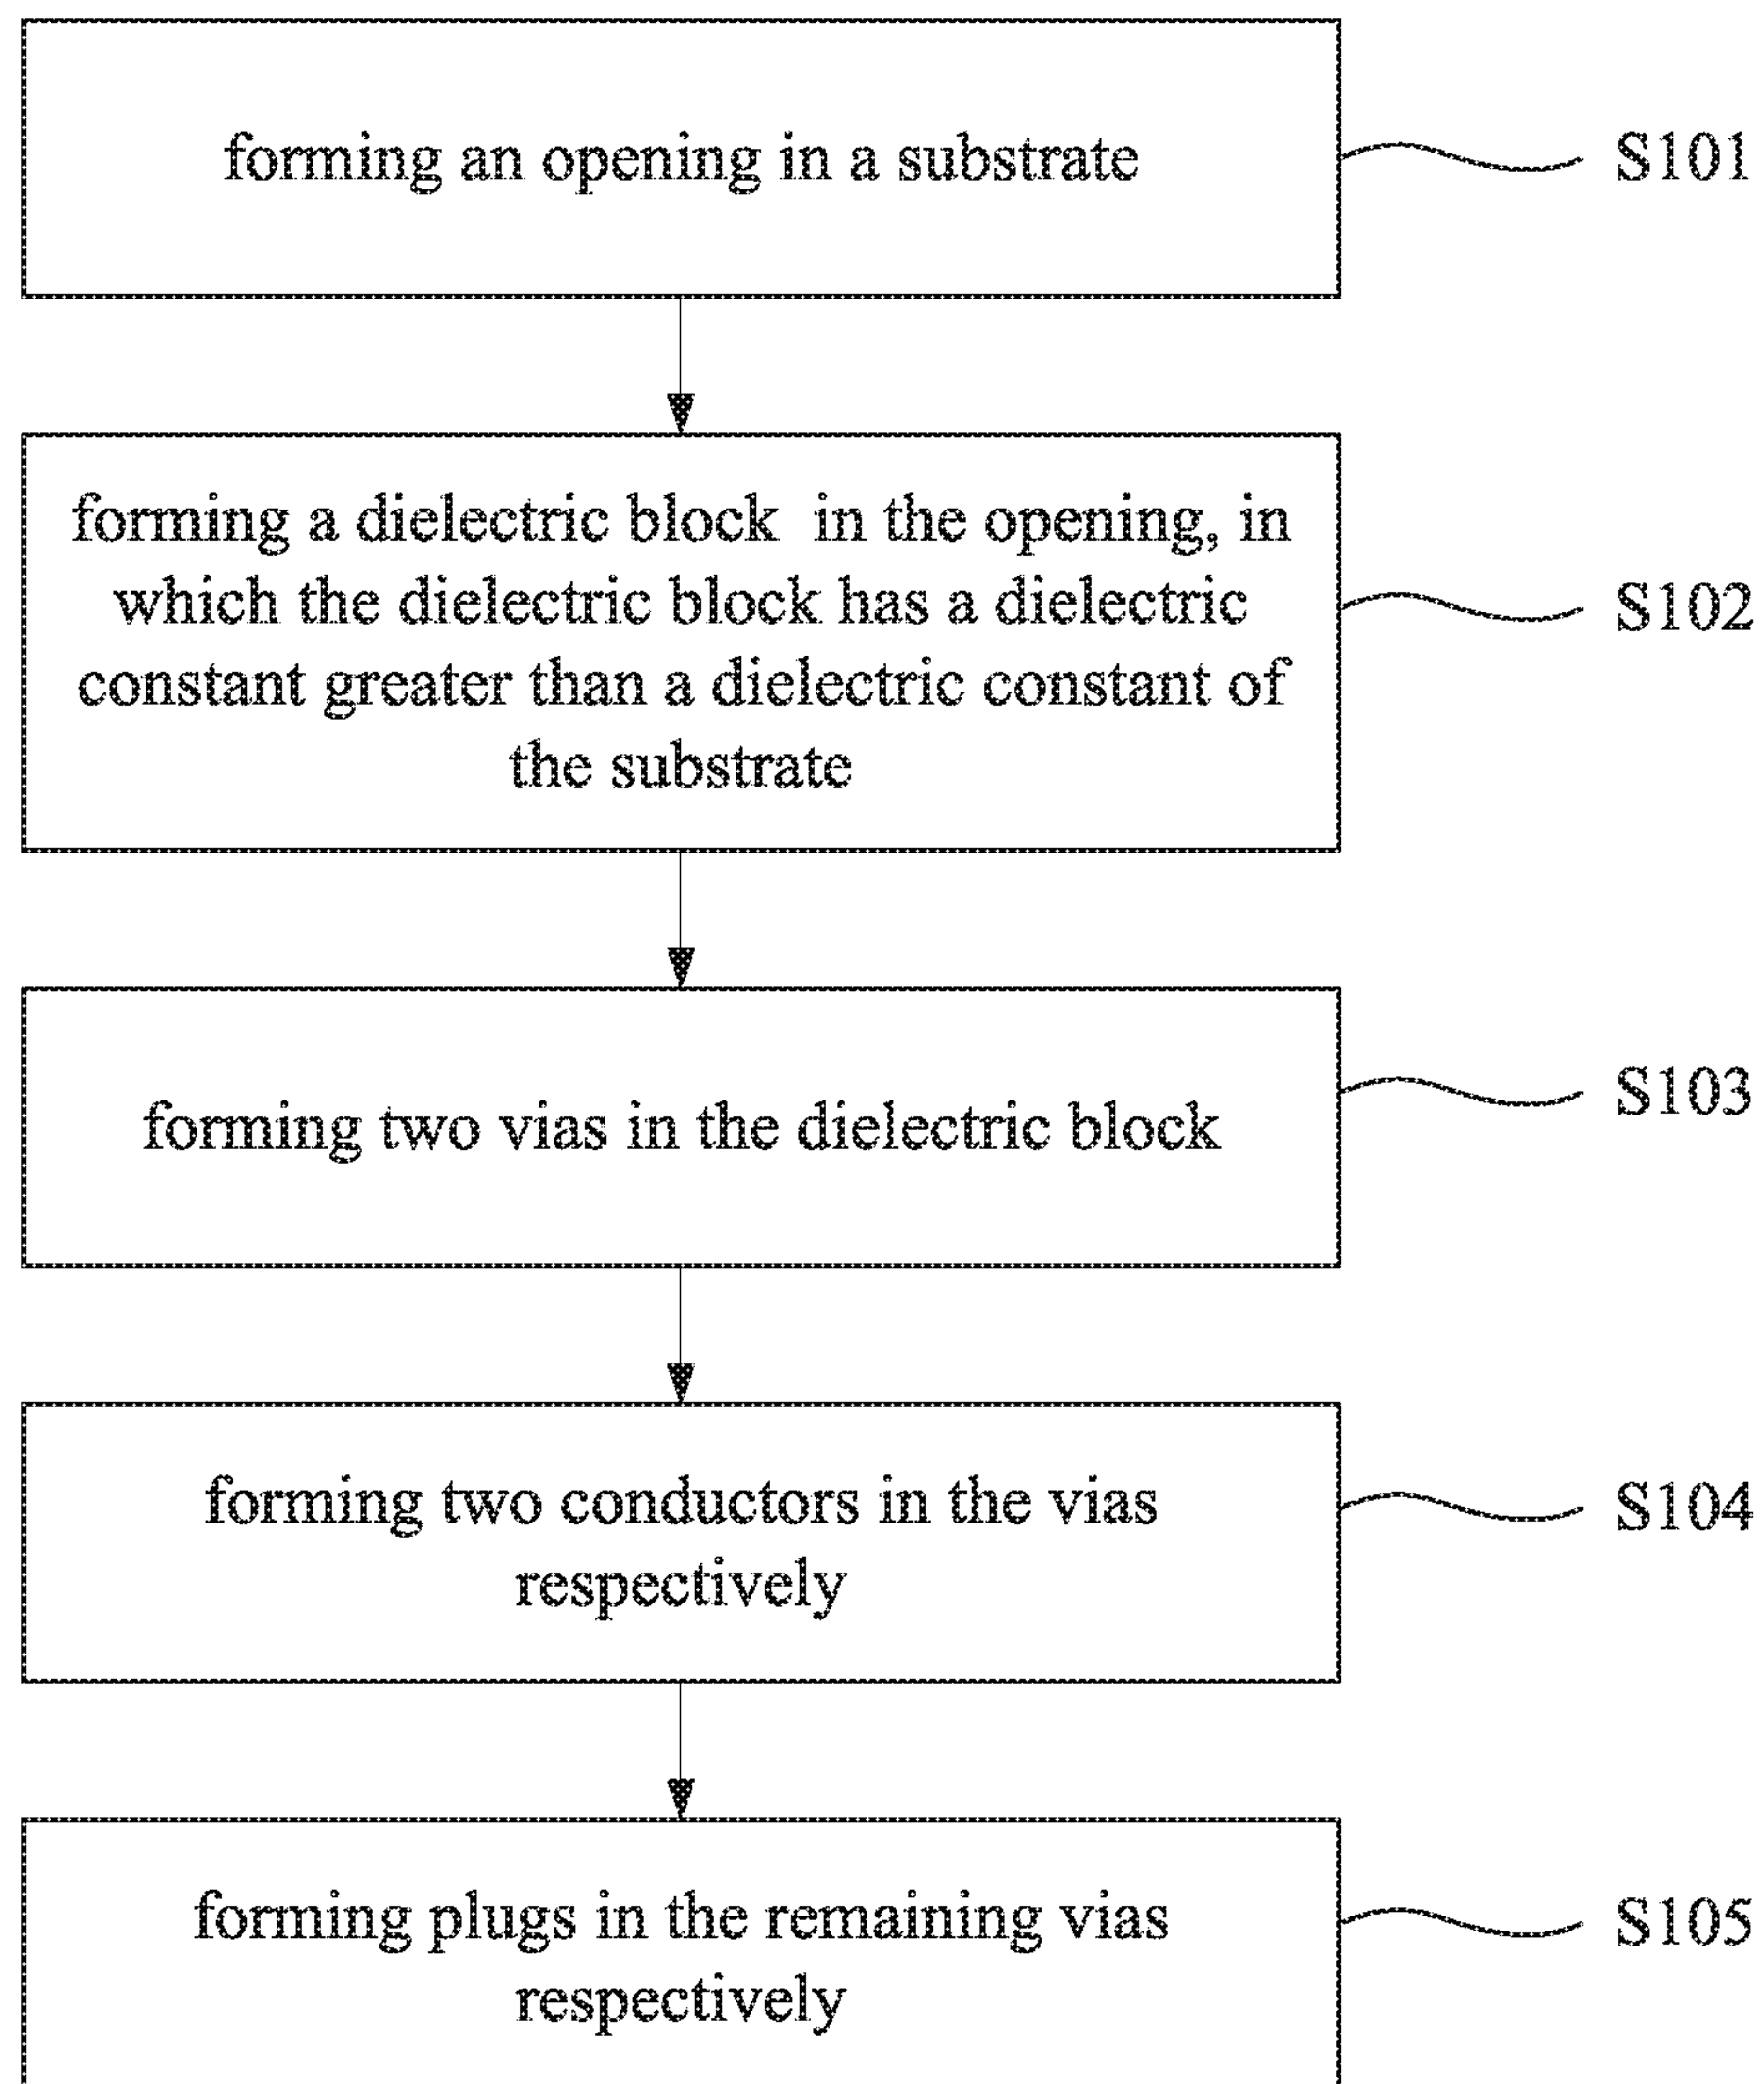 forming an opening in a substrate
S101
forming a dielectric block in the opening, in
which the dielectric block has a dielectric
constant greater than a dielectric constant of
the substrate
S102
forming two vias in the dielectric block
S103
forming two conductors in the vias
respectively
S104
forming plugs in the remaining vias
respectively
S105